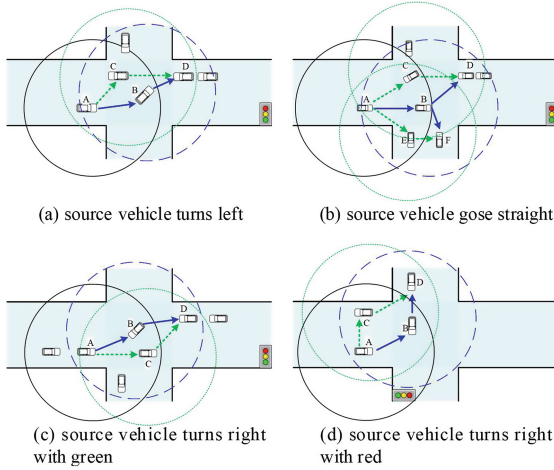 C
D
A
B
C
D
A
B
E
F
(a) source vehicle turns left
(b) source vehicle gose straight
B
D
A
C
D
C
B
A
(c) source vehicle turns right
with green
(d) source vehicle turns right
with red